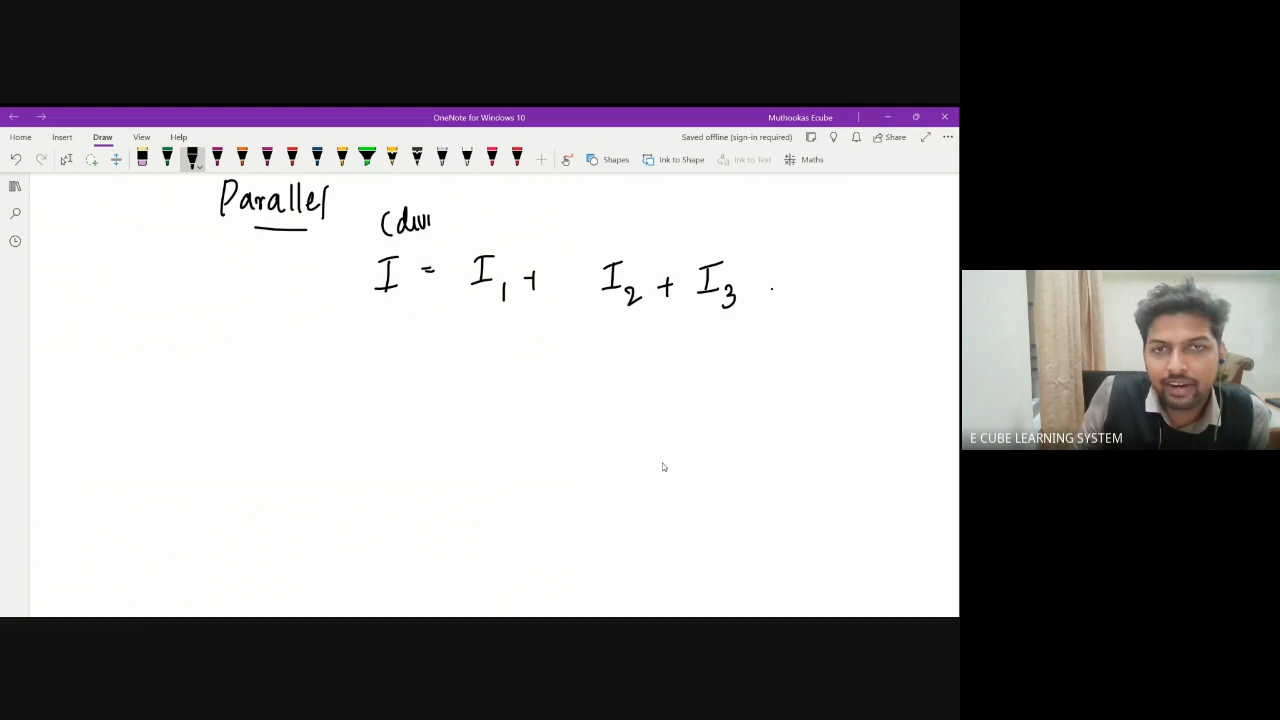 OneNote for Windows 10
Muthookas Ecube
Home Insert Draw View Help
Saved offline (sign-in required)
Share
Shapes
Ink to Shape
Ink to Text
Maths
Parallel
(divi
I = I₁ + I₂ + I₃ .
E CUBE LEARNING SYSTEM